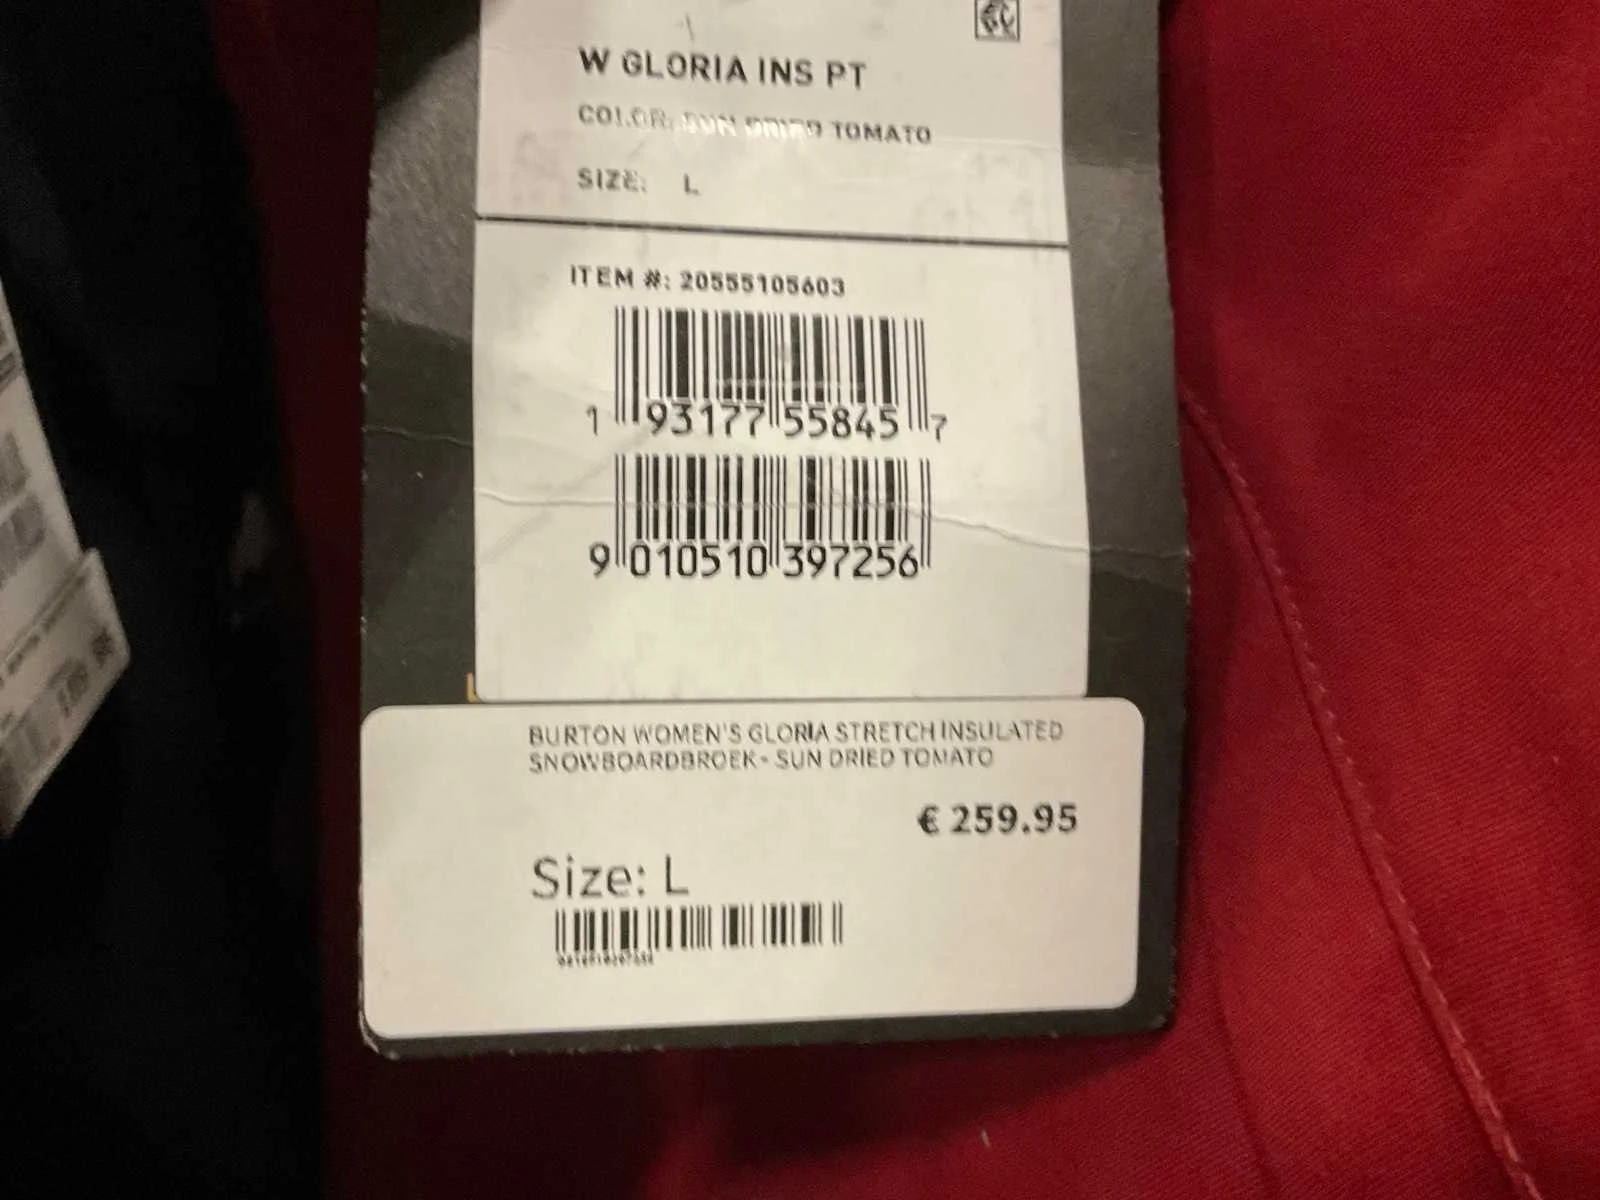 W GLORIA INS PT
COLOR: SUN DRIED TOMATO
SIZE: L
ITEM #: 20555105603
1 93177 55845 7
9 010510 397256
BURTON WOMEN'S GLORIA STRETCH INSULATED
SNOWBOARDBROEK - SUN DRIED TOMATO
€ 259.95
Size: L